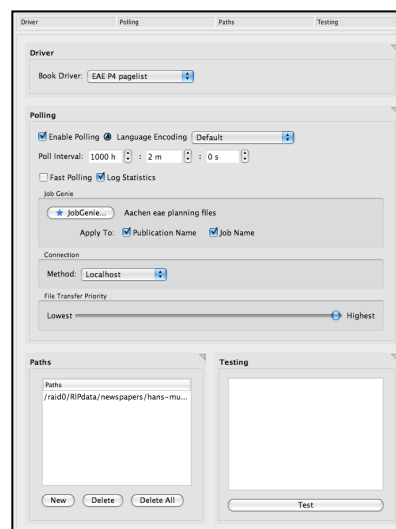 Driver Polling Paths Testing
Driver
Book Driver: EAE P4 pagelist
Polling
Enable Polling Language Encoding Default
Poll Interval: 1000 h : 2 m : 0 s
Fast Polling Log Statistics
Job Genie
JobGenie... Aachen eae planning files
Apply To: Publication Name Job Name
Connection
Method: Localhost
File Transfer Priority
Lowest Highest
Paths
Paths
/raid0/RIPdata/newspapers/hans-mu...
New Delete Delete All
Testing
Test